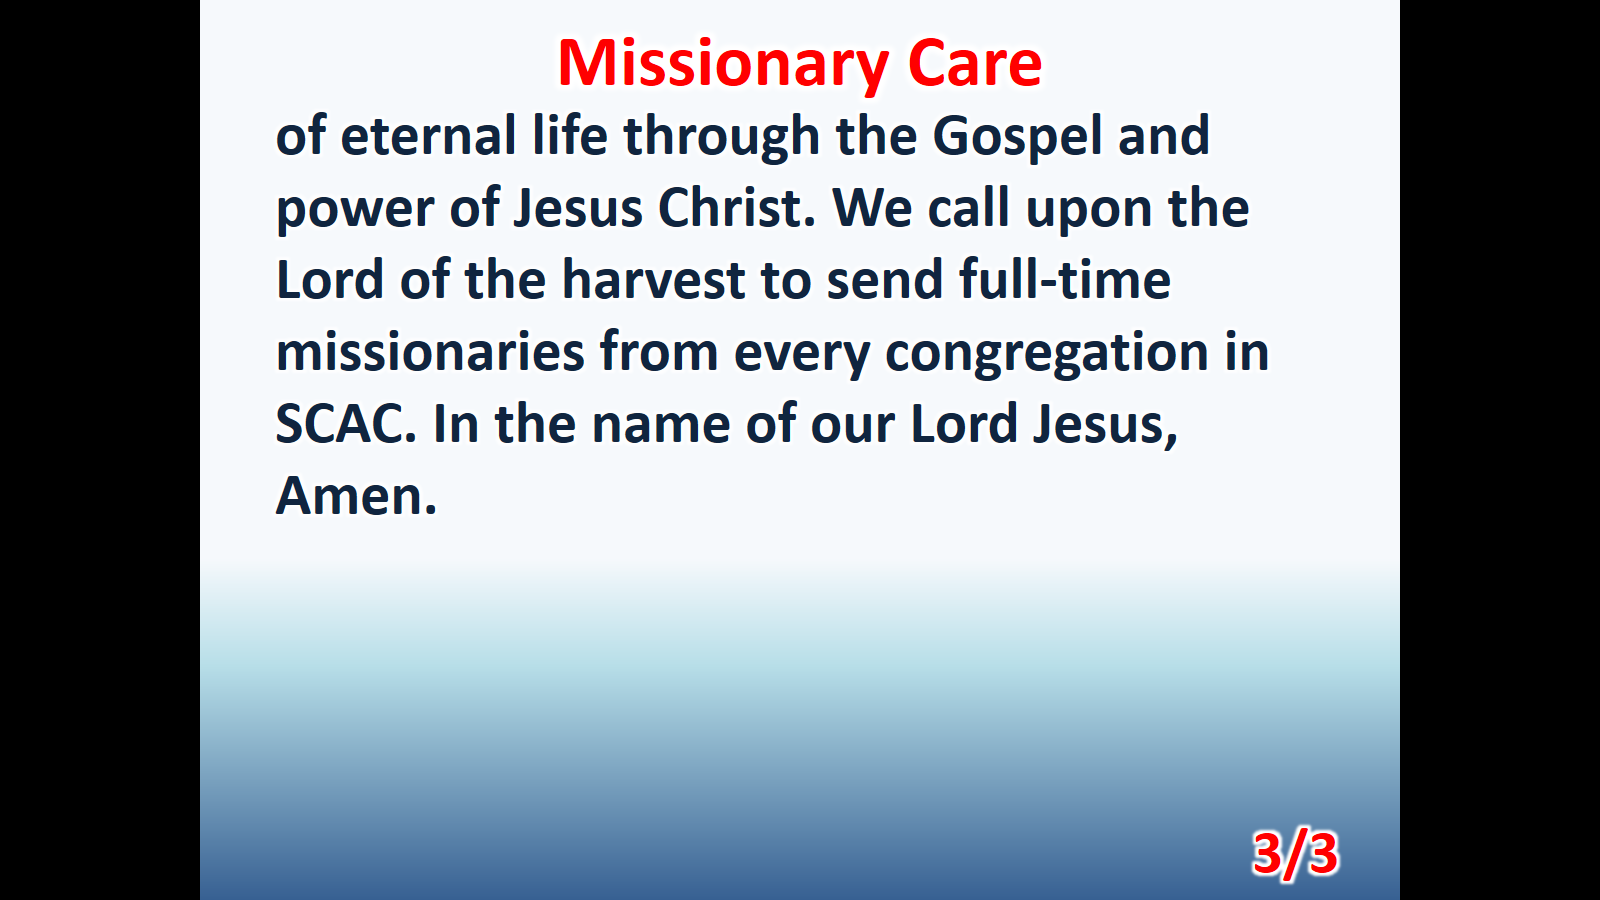 Missionary Care
of eternal life through the Gospel and
power of Jesus Christ. We call upon the
Lord of the harvest to send full-time
missionaries from every congregation in
SCAC. In the name of our Lord Jesus,
Amen.
3/3